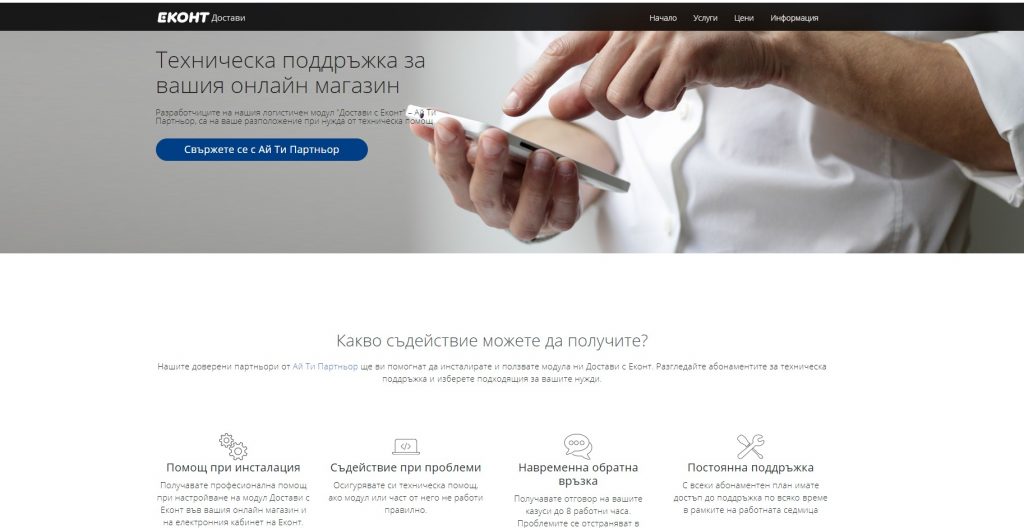 ЕКОНТ Достави
Начало Услуги Цени Информация
Техническа поддръжка за
вашия онлайн магазин
Разработчиците на нашия логистичен модул "Достави с Еконт" – Ай Ти
Партньор, са на ваше разположение при нужда от техническа помощ.
Свържете се с Ай Ти Партньор
Какво съдействие можете да получите?
Нашите доверени партньори от Ай Ти Партньор ще ви помогнат да инсталирате и ползвате модула ни Достави с Еконт. Разгледайте абонаментите за техническа
поддръжка и изберете подходящия за вашите нужди.
Помощ при инсталация
Получавате професионална помощ
при настройване на модул Достави с
Еконт във вашия онлайн магазин и
на електронния кабинет на Еконт.
Съдействие при проблеми
Осигурявате си техническа помощ,
ако модул или част от него не работи
правилно.
Навременна обратна
връзка
Получавате отговор на вашите
казуси до 8 работни часа.
Проблемите се отстраняват в
Постоянна поддръжка
С всеки абонаментен план имате
достъп до поддръжка по всяко време
в рамките на работната седмица